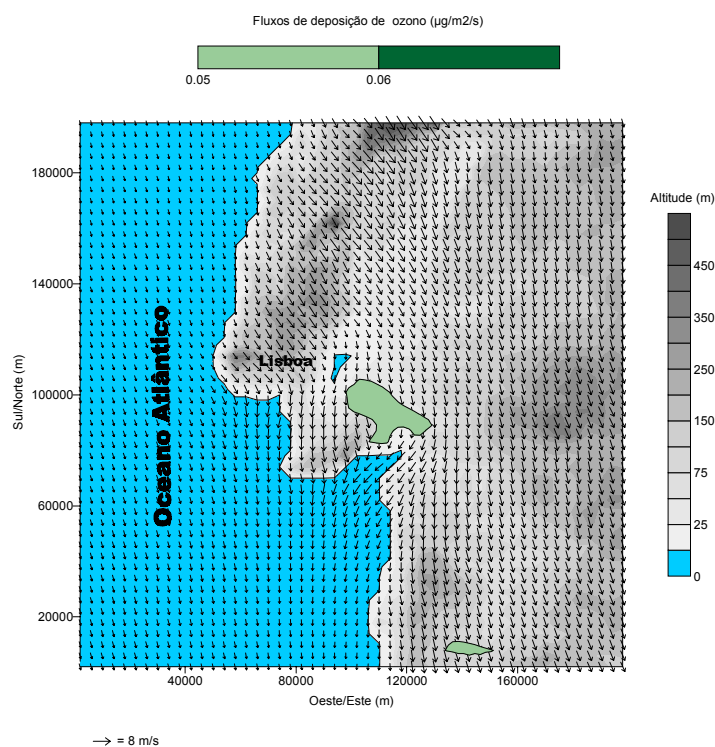 Fluxos de deposição de ozono (µg/m2/s)
0.05
0.06
180000
140000
100000
60000
20000
Sul/Norte (m)
Oceano Atlântico
Lisboa
40000
80000
120000
160000
Oeste/Este (m)
Altitude (m)
450
350
250
150
75
25
0
= 8 m/s